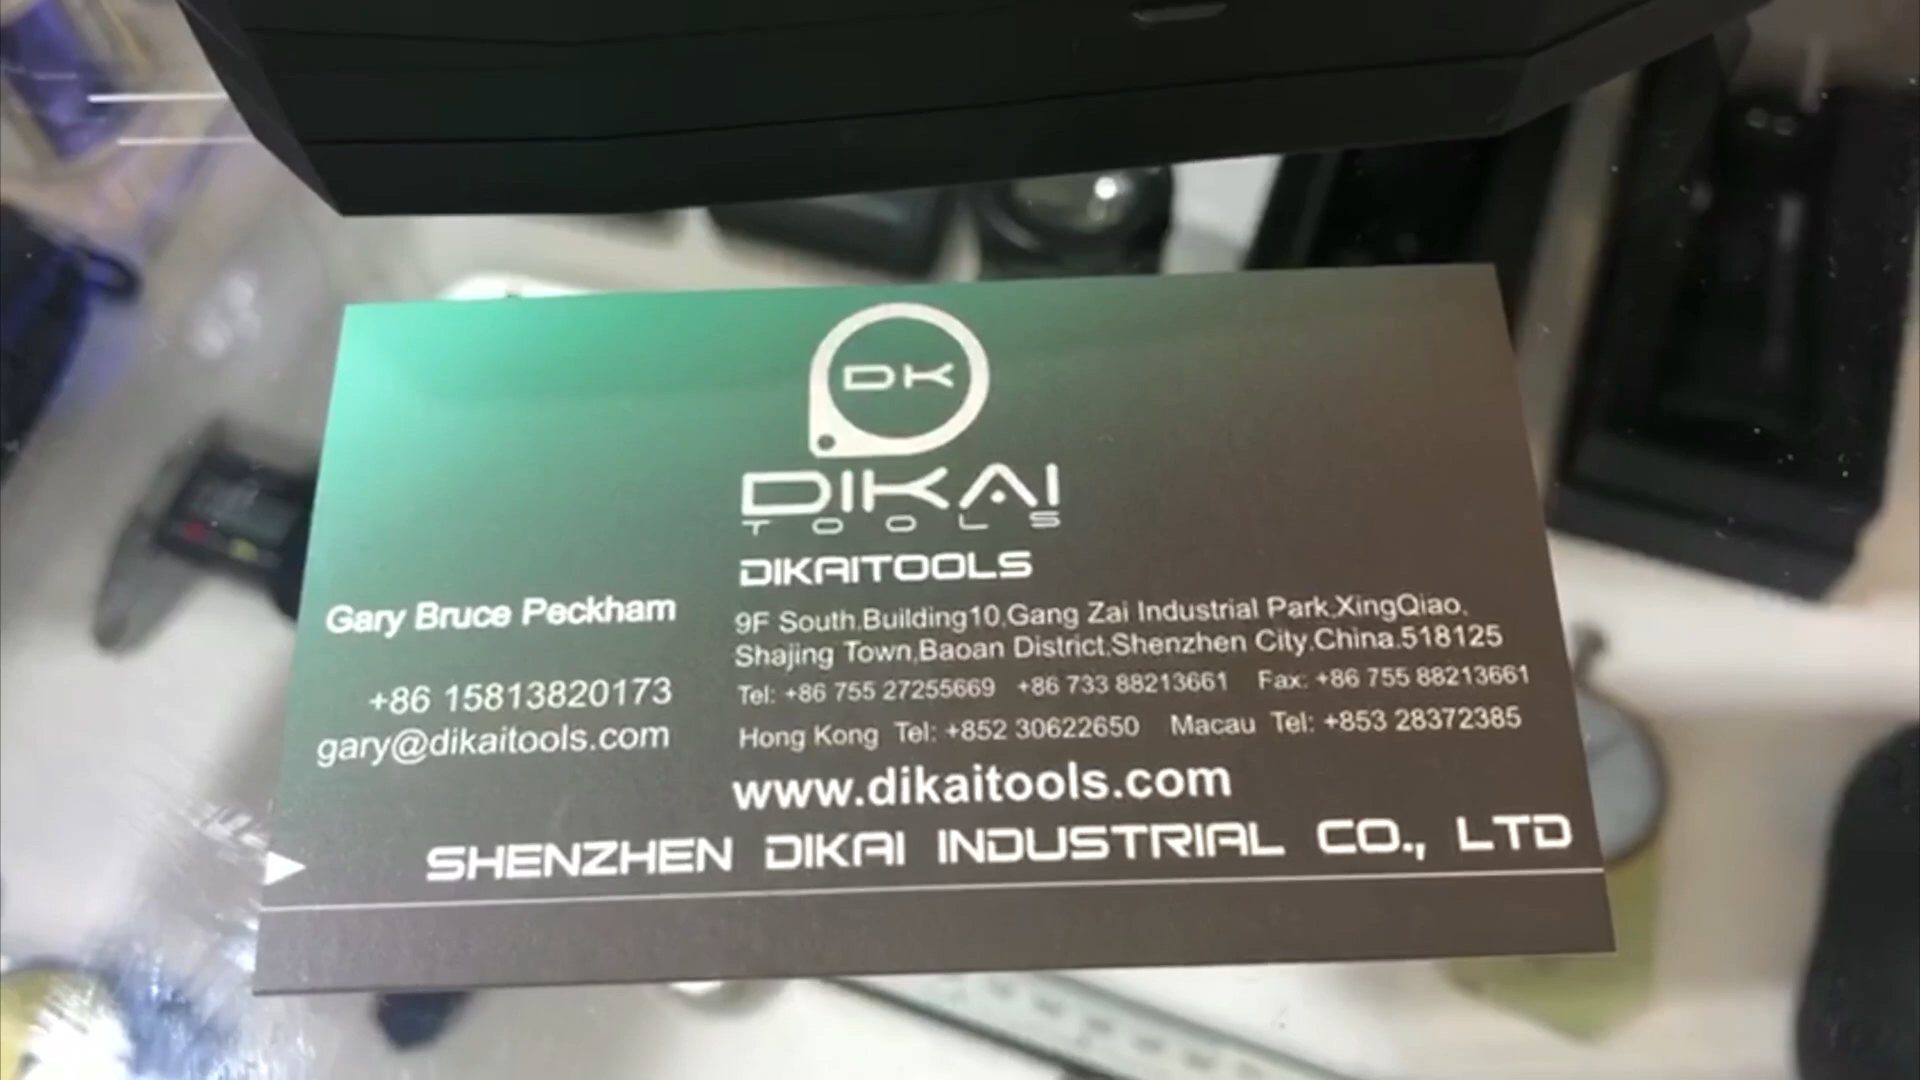 DK
DIKAI
TOOLS
DIKAITOOLS
Gary Bruce Peckham
+86 15813820173
gary@dikaitools.com
9F South,Building10,Gang Zai Industrial Park,XingQiao,
Shajing Town,Baoan District,Shenzhen City,China.518125
Tel: +86 755 27255669 +86 733 88213661 Fax: +86 755 88213661
Hong Kong Tel: +852 30622650 Macau Tel: +853 28372385
www.dikaitools.com
SHENZHEN DIKAI INDUSTRIAL CO., LTD